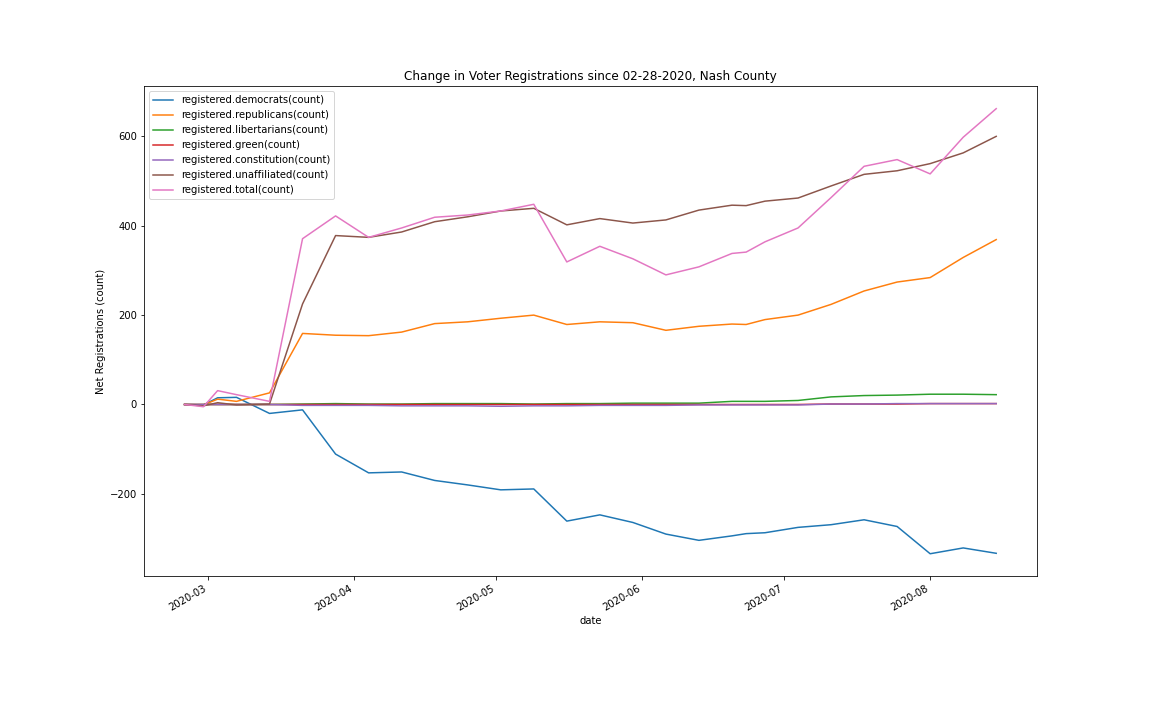 Change in Voter Registrations since 02-28-2020, Nash County
registered.democrats(count)
registered.republicans(count)
registered.libertarians(count)
registered.green(count)
registered.constitution(count)
registered.unaffiliated(count)
registered.total(count)
Net Registrations (count)
600
400
200
0
−200
2020-03
2020-04
2020-05
2020-06
2020-07
2020-08
date